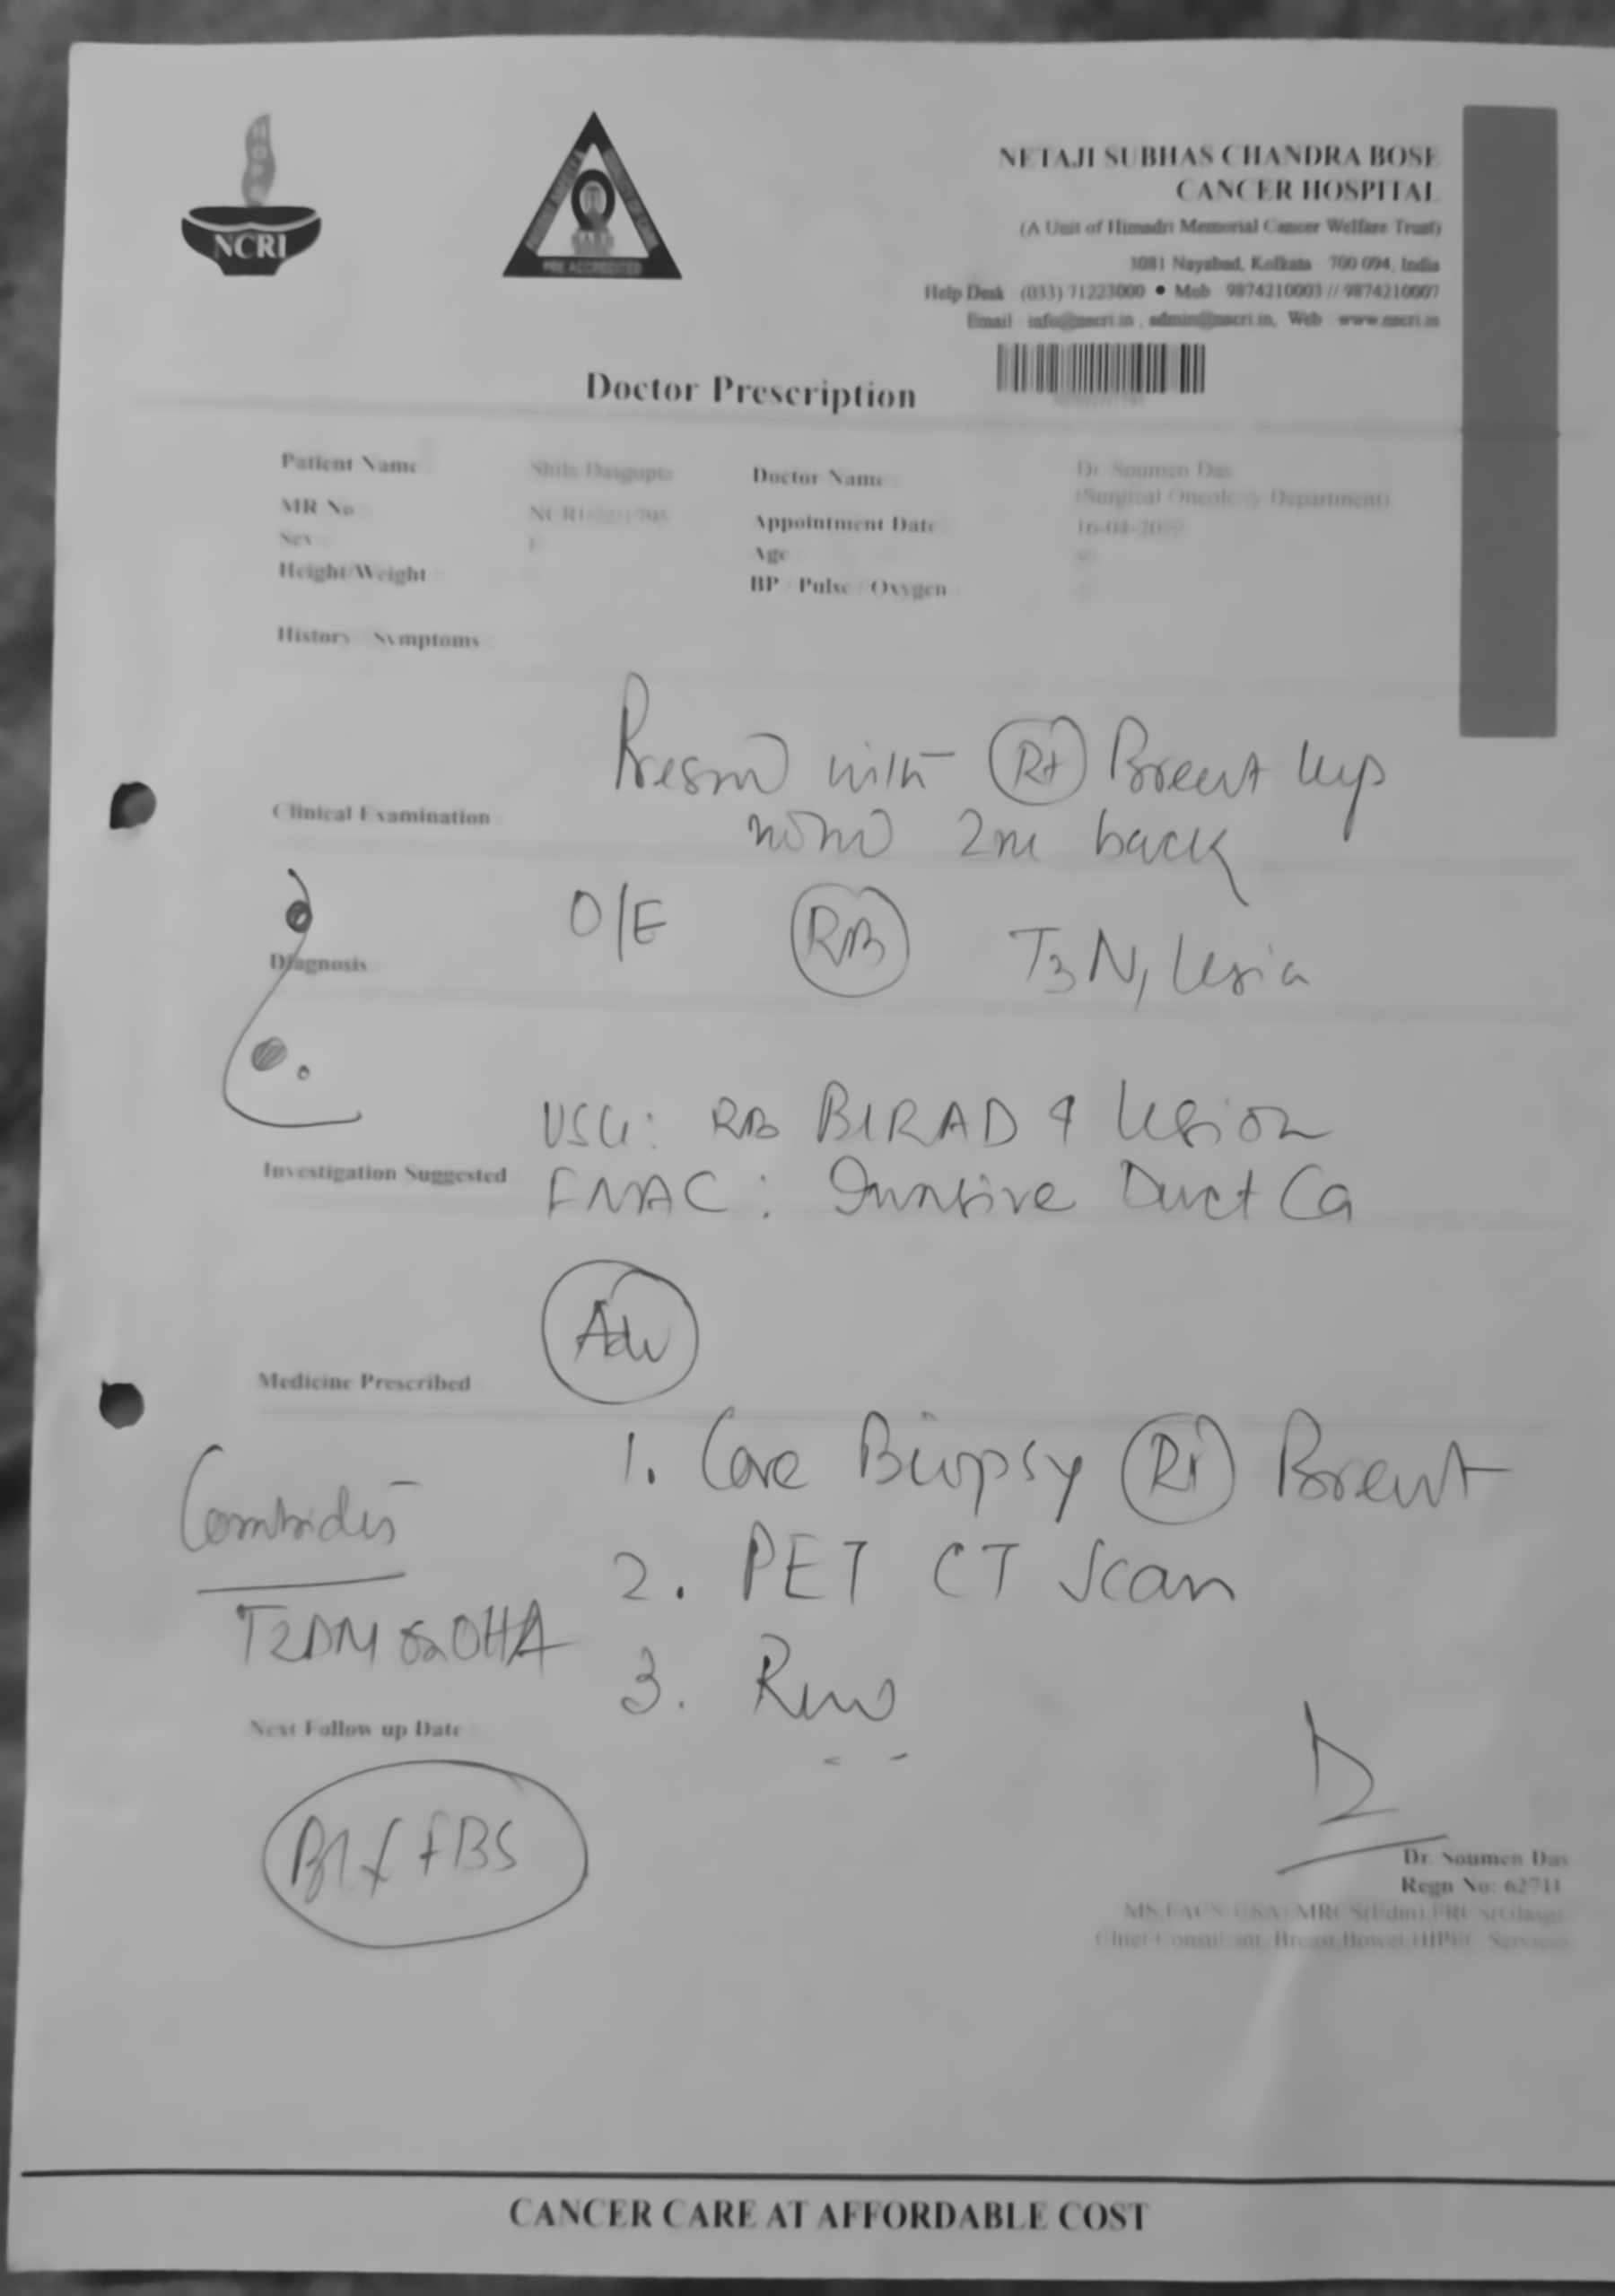 HOPE
NCRI
PRE ACCREDITED
NETAJI SUBHAS CHANDRA BOSE
CANCER HOSPITAL
(A Unit of Himadri Memorial Cancer Welfare Trust)
3081 Nayabad, Kolkata 700 094, India
Help Desk (033) 71223000 • Mob 9874210003 // 9874210007
Email : info@nscri.in , admin@nscri.in, Web www.nscri.in
Doctor Prescription
Patient Name : Shila Dasgupta Doctor Name : Dr. Soumen Das
(Surgical Oncology Department)
MR No : Appointment Date : 16-04-2022
Sex : F Age
Height/Weight BP / Pulse / Oxygen :
History / Symptoms :
with Rt Breast lump
Clinical Examination :
2m back
O/E RB T3N1 lesion
Diagnosis :
USG: RB BIRAD 4 lesion
Investigation Suggested :
FNAC: Invasive Duct Ca
Adv
Medicine Prescribed :
1. Core Biopsy Rt Breast
2. PET CT Scan
Comorbidities
T2DM on OHA
3.
Next Follow up Date :
FBS
Dr. Soumen Das
Regn No: 62711
MS,FACS(USA),MRCS(Edin),FRCS(Glasg)
Chief Consultant, Breast,Bowel,HIPEC Services
CANCER CARE AT AFFORDABLE COST